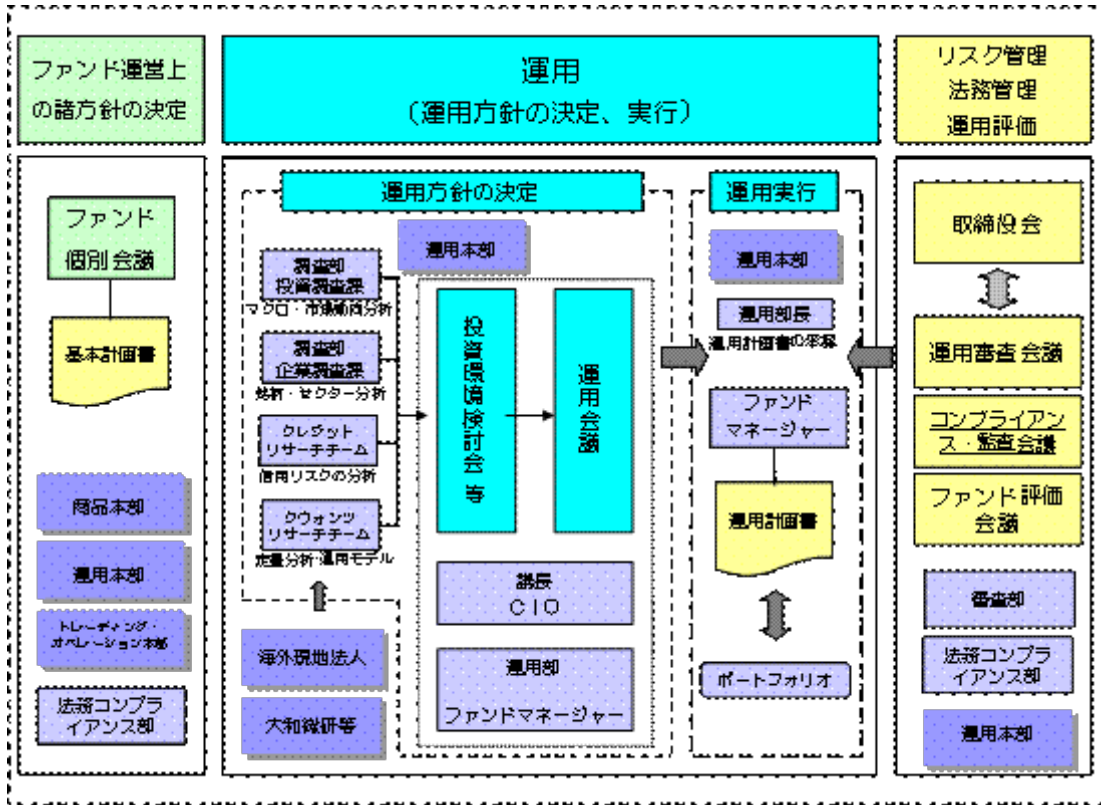 ファンド運営上
の諸方針の決定
運用
（運用方針の決定、実行）
リスク管理
法務管理
運用評価
ファンド
個別会議
基本計画書
商品本部
運用本部
トレーディング・
オペレーション本部
法務コンプラ
イアンス部
運用方針の決定
運用本部
調査部
投資調査課
マクロ・市場動向分析
調査部
企業調査課
銘柄・セクター分析
クレジット
リサーチチーム
信用リスクの分析
クウォンツ
リサーチチーム
定量分析・運用モデル
海外現地法人
大和総研等
投資環境検討会 等
運用会議
議長
ＣＩＯ
運用部
ファンドマネージャー
運用実行
運用本部
運用部長
運用計画書の承認
ファンド
マネージャー
運用計画書
ポートフォリオ
取締役会
運用審査会議
コンプライアン
ス・監査会議
ファンド評価
会議
審査部
法務コンプラ
イアンス部
運用本部